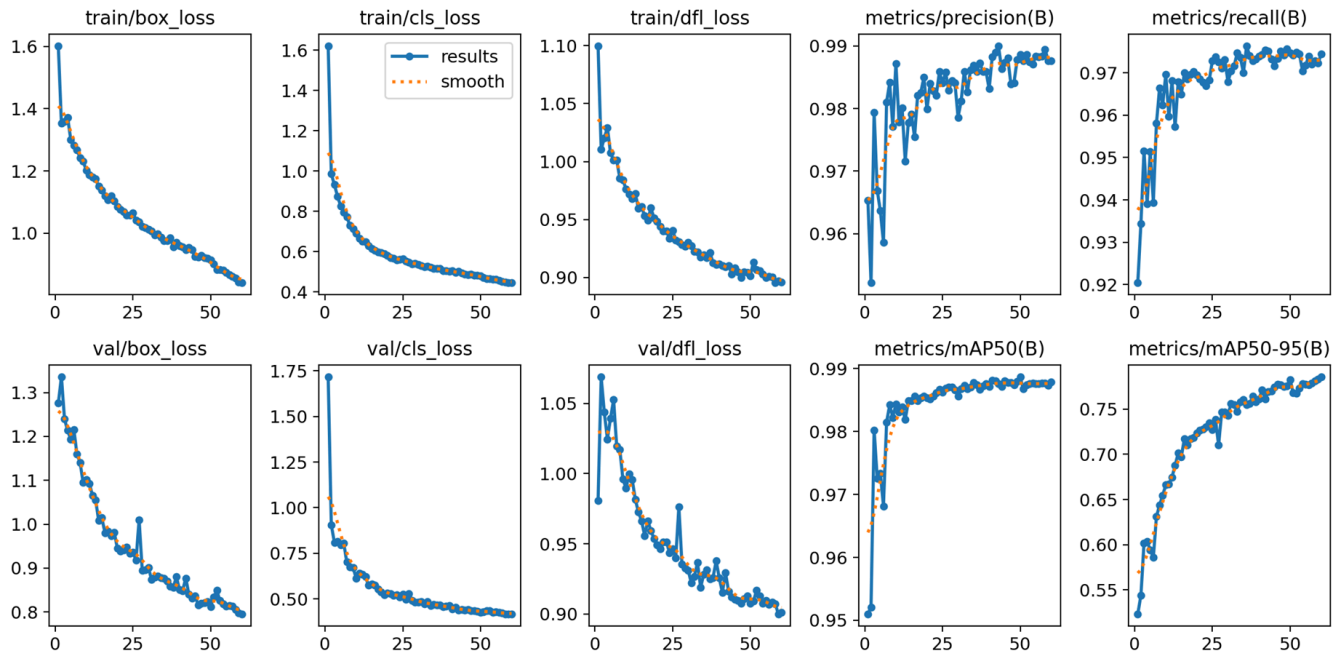 train/box_loss
train/cls_loss
train/dfl_loss
metrics/precision(B)
metrics/recall(B)
1.6
1.4
1.2
1.0
0 25 50
1.6
1.4
1.2
1.0
0.8
0.6
0.4
0 25 50
results
smooth
1.10
1.05
1.00
0.95
0.90
0 25 50
0.99
0.98
0.97
0.96
0 25 50
0.97
0.96
0.95
0.94
0.93
0.92
0 25 50
val/box_loss
val/cls_loss
val/dfl_loss
metrics/mAP50(B)
metrics/mAP50-95(B)
1.3
1.2
1.1
1.0
0.9
0.8
0 25 50
1.75
1.50
1.25
1.00
0.75
0.50
0 25 50
1.05
1.00
0.95
0.90
0 25 50
0.99
0.98
0.97
0.96
0.95
0 25 50
0.75
0.70
0.65
0.60
0.55
0 25 50